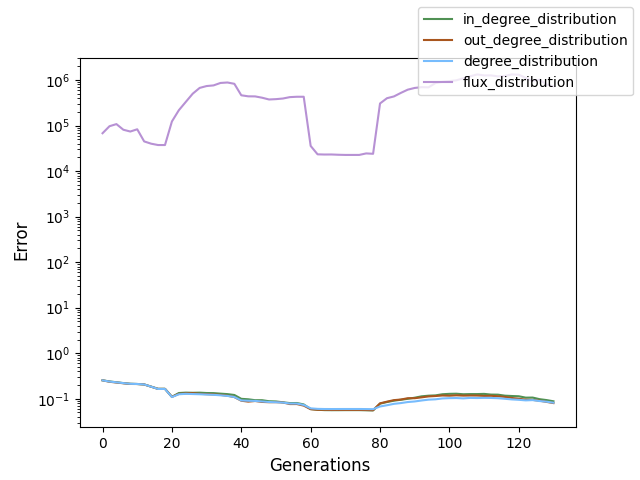 in_degree_distribution
out_degree_distribution
degree_distribution
flux_distribution
10^6
10^5
10^4
10^3
10^2
10^1
10^0
10^−1
Error
0 20 40 60 80 100 120
Generations